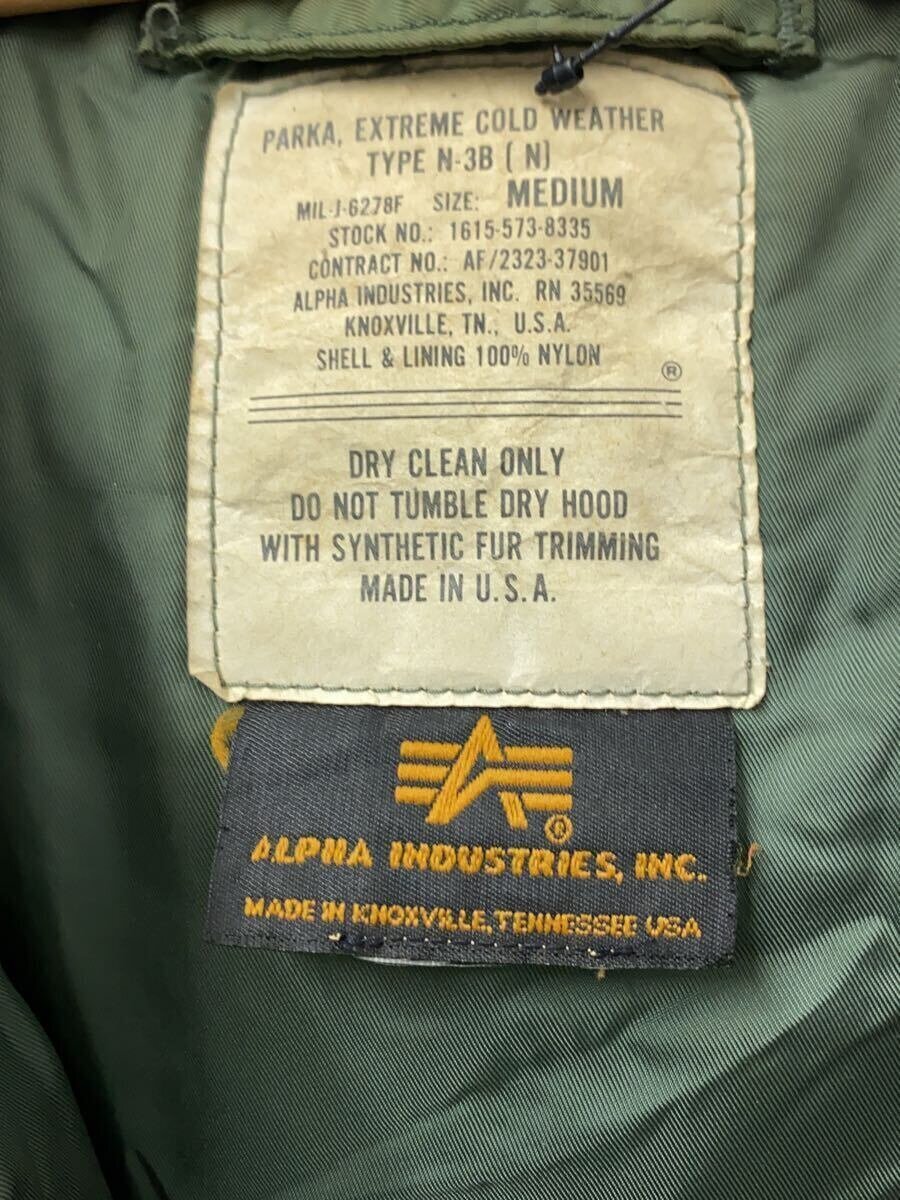 PARKA, EXTREME COLD WEATHER
TYPE N-3B ( N)
MIL-J-6278F SIZE: MEDIUM
STOCK NO.: 1615-573-8335
CONTRACT NO.: AF/2323-37901
ALPHA INDUSTRIES, INC. RN 35569
KNOXVILLE, TN., U.S.A.
SHELL & LINING 100% NYLON
®
DRY CLEAN ONLY
DO NOT TUMBLE DRY HOOD
WITH SYNTHETIC FUR TRIMMING
MADE IN U.S.A.
®
ALPHA INDUSTRIES, INC.
MADE IN KNOXVILLE, TENNESSEE USA